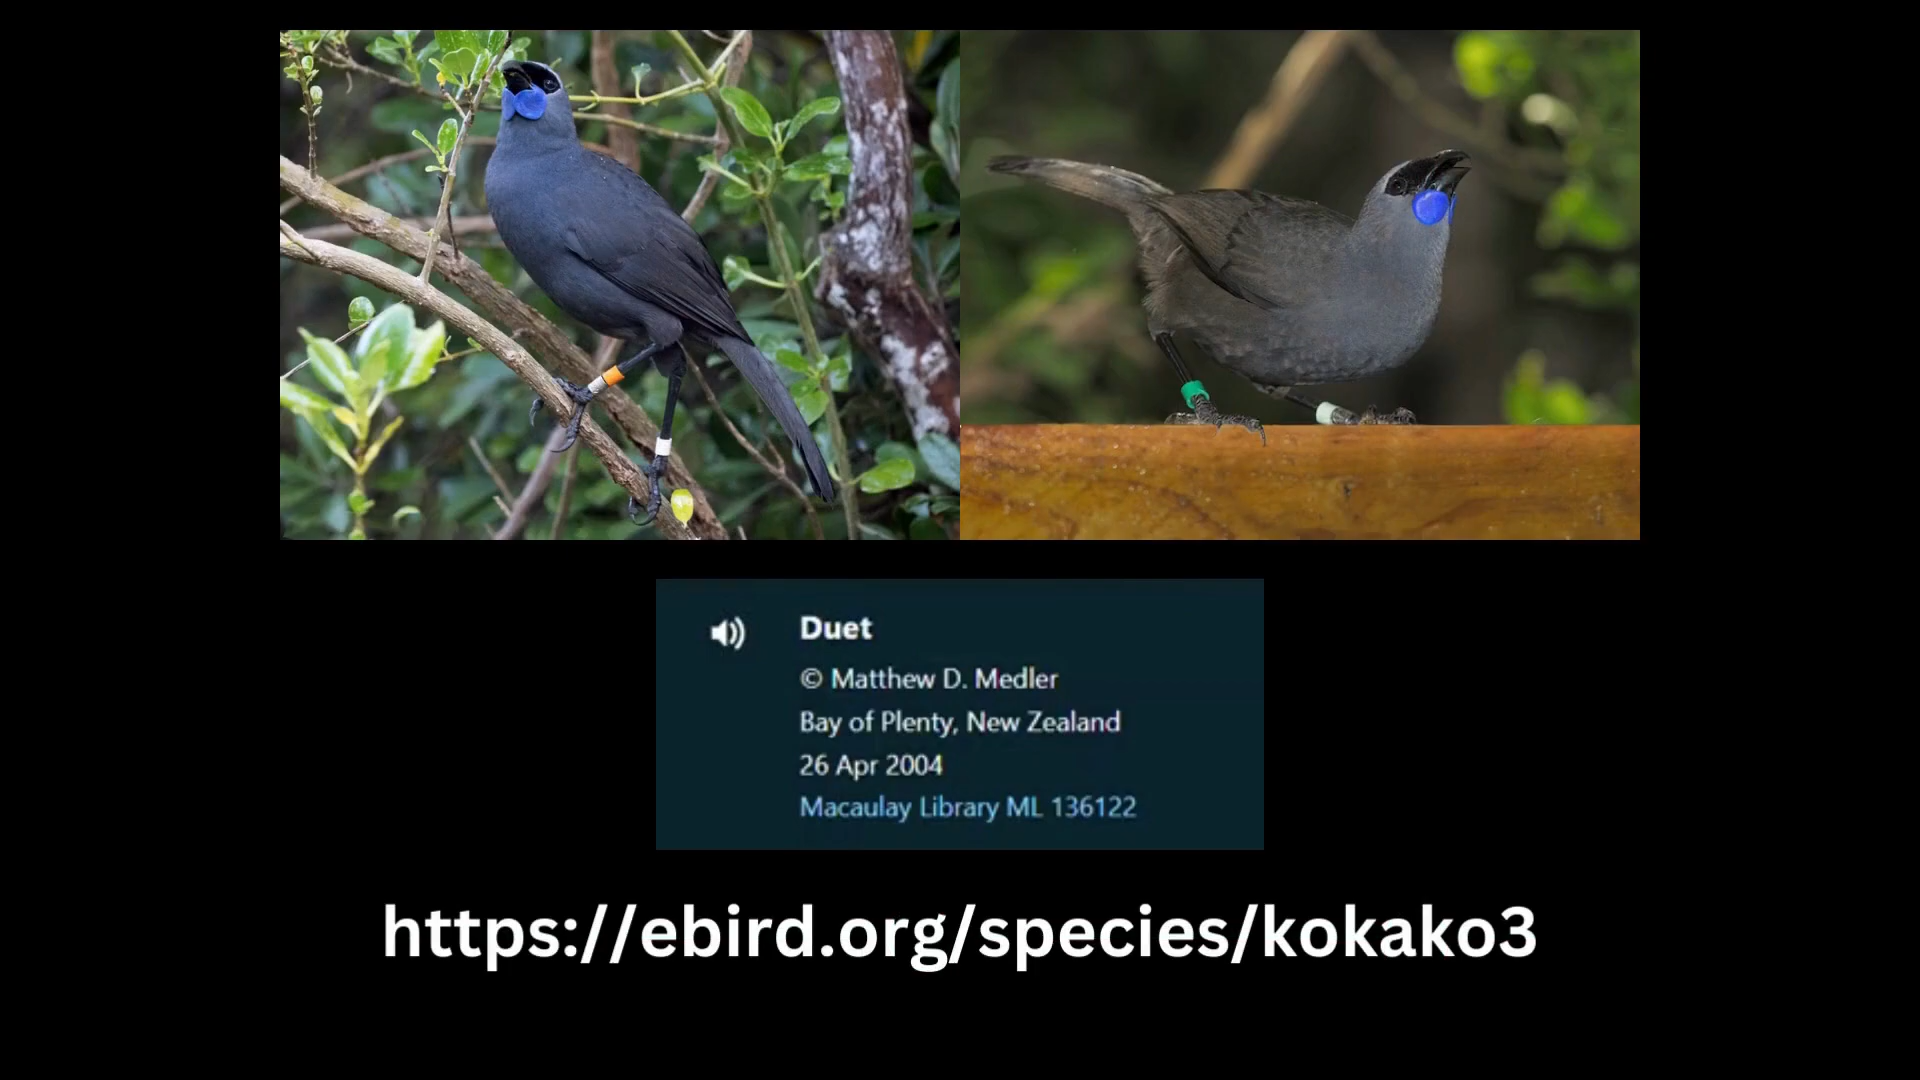 Duet
© Matthew D. Medler
Bay of Plenty, New Zealand
26 Apr 2004
Macaulay Library ML 136122
https://ebird.org/species/kokako3